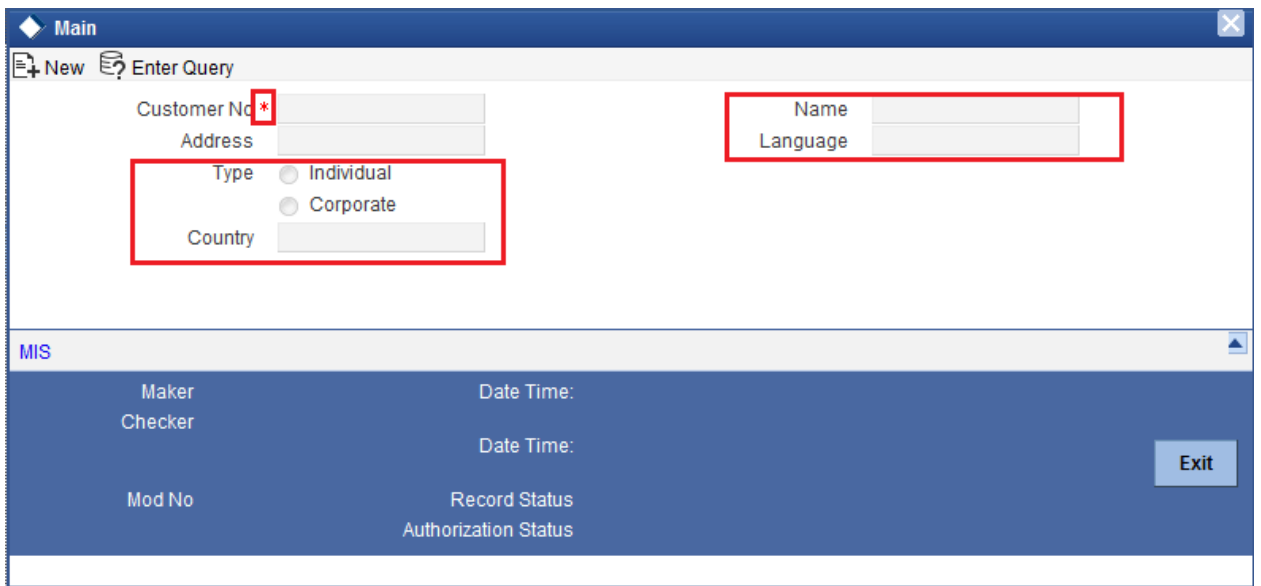 Main
New Enter Query
Customer No * Name
Address Language
Type Individual
Corporate
Country
MIS
Maker Date Time:
Checker
Date Time:
Exit
Mod No Record Status
Authorization Status